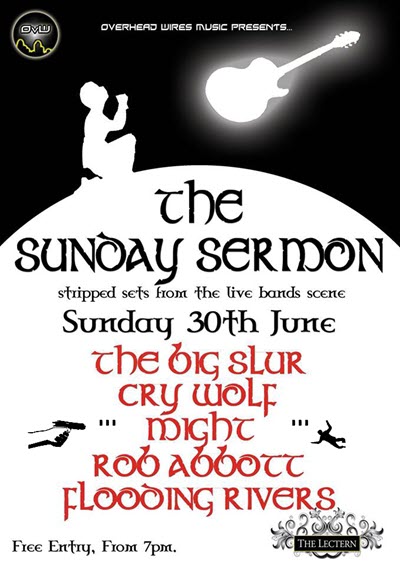 OVW
OVERHEAD WIRES MUSIC PRESENTS...
THE
SUNDAY SERMON
stripped sets from the live bands scene
Sunday 30th June
THE BIG SLUR
CRY WOLF
''' MIGHT '''
ROB ABBOTT
FLOODING RIVERS
THE LECTERN
Free Entry, From 7pm.